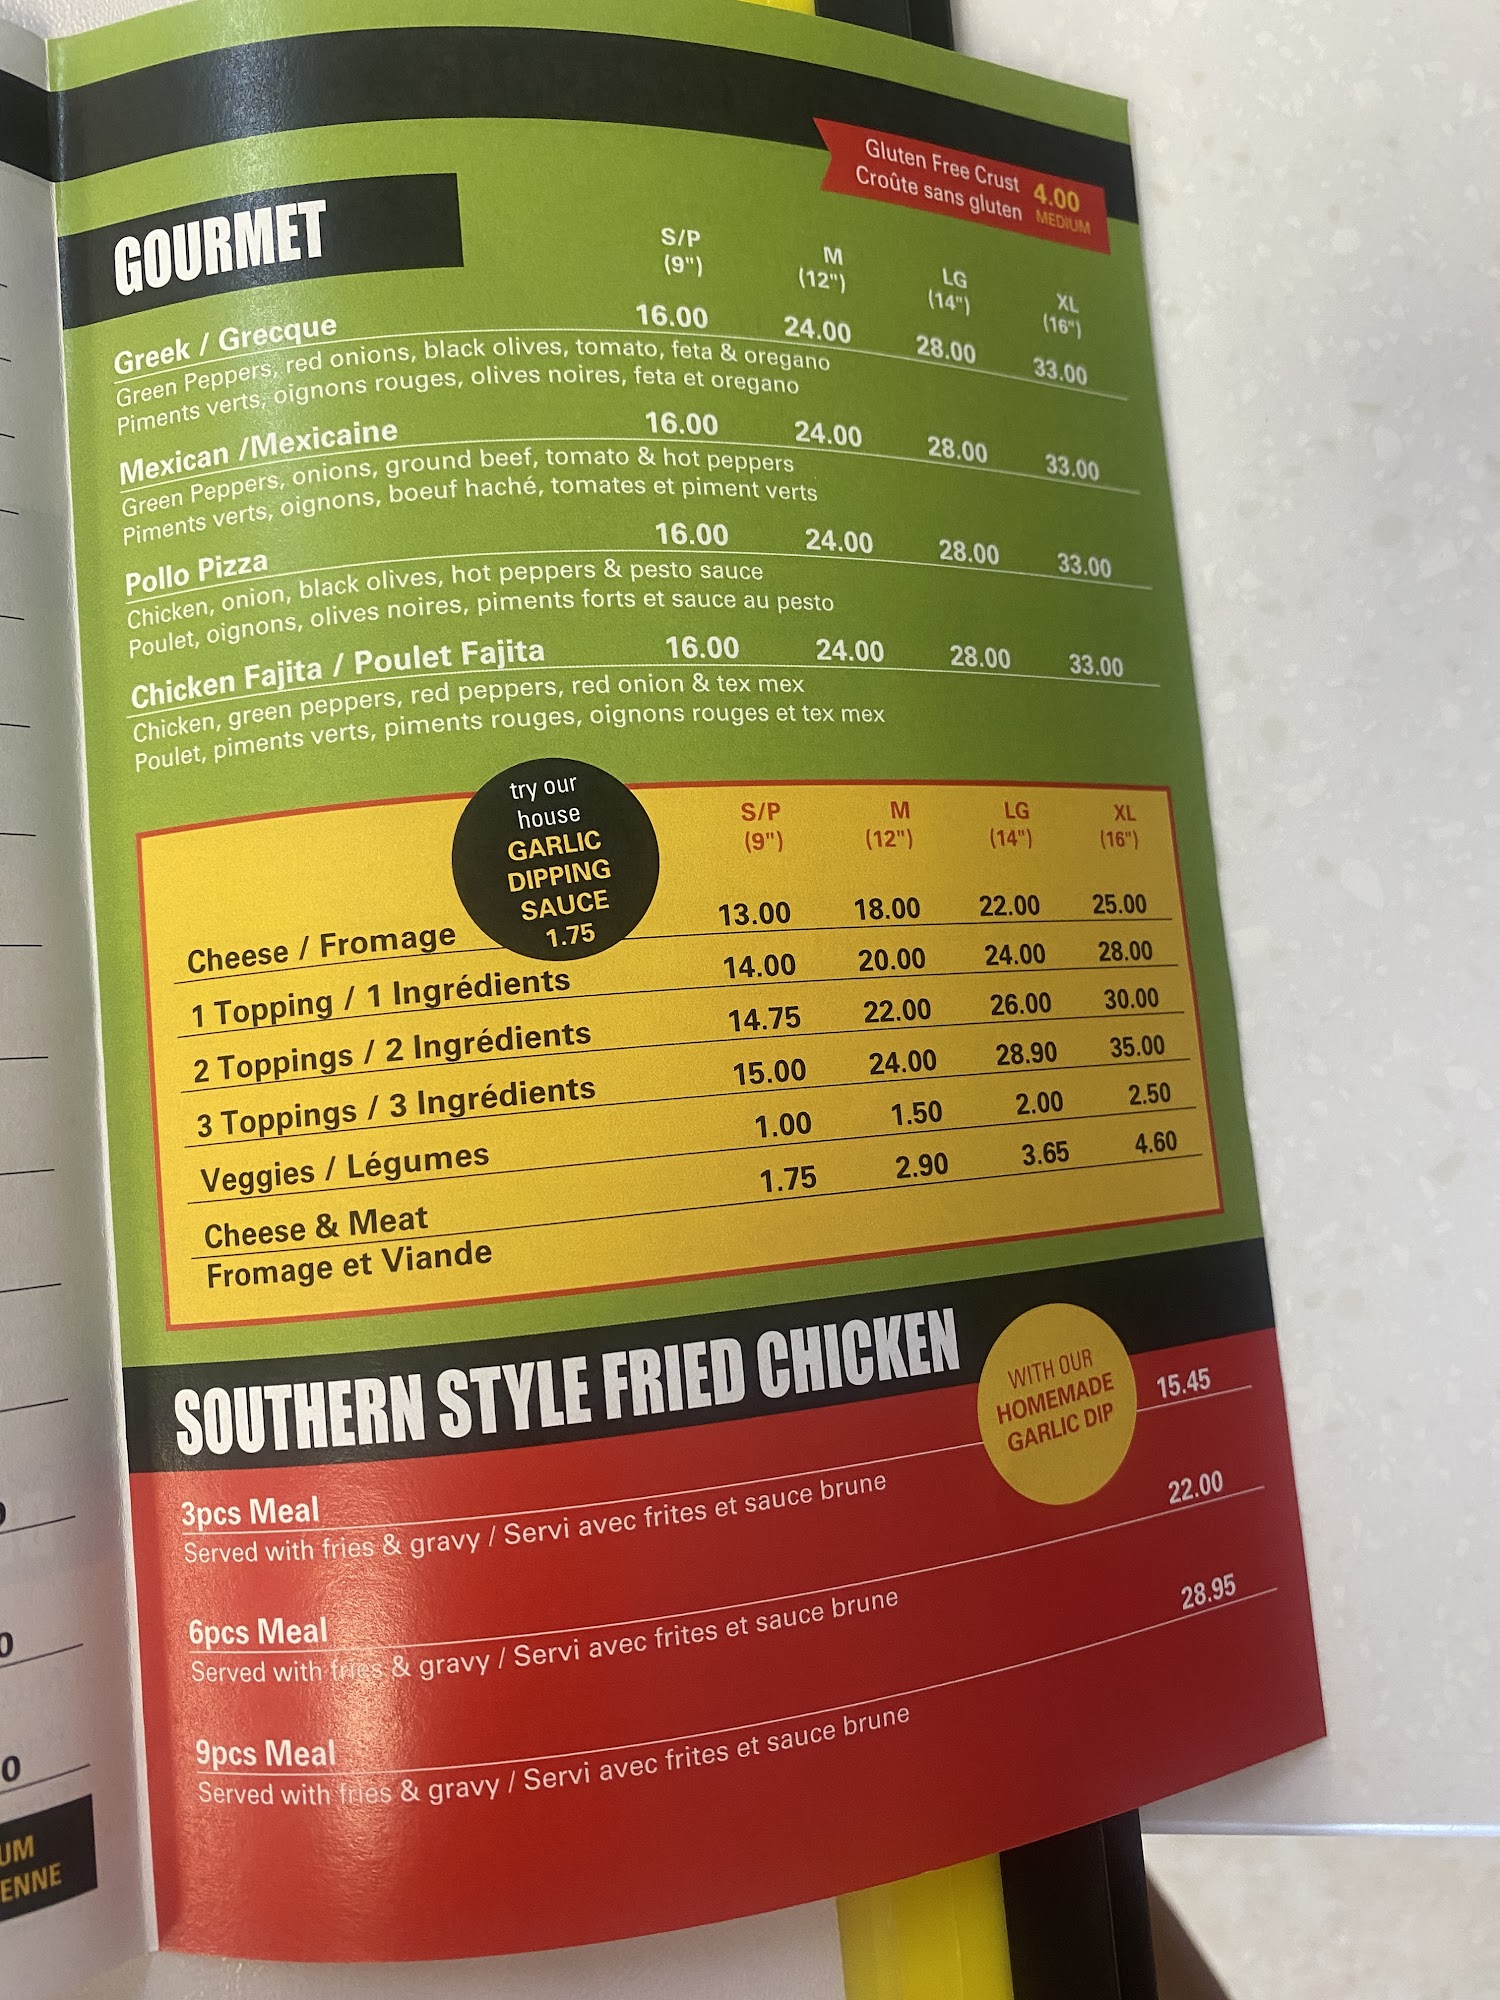 Gluten Free Crust 4.00
Croûte sans gluten MEDIUM
GOURMET
S/P (9") M (12") LG (14") XL (16")
Greek / Grecque 16.00 24.00 28.00 33.00
Green Peppers, red onions, black olives, tomato, feta & oregano
Piments verts, oignons rouges, olives noires, feta et oregano
Mexican /Mexicaine 16.00 24.00 28.00 33.00
Green Peppers, onions, ground beef, tomato & hot peppers
Piments verts, oignons, boeuf haché, tomates et piment verts
Pollo Pizza 16.00 24.00 28.00 33.00
Chicken, onion, black olives, hot peppers & pesto sauce
Poulet, oignons, olives noires, piments forts et sauce au pesto
Chicken Fajita / Poulet Fajita 16.00 24.00 28.00 33.00
Chicken, green peppers, red peppers, red onion & tex mex
Poulet, piments verts, piments rouges, oignons rouges et tex mex
try our
house
GARLIC
DIPPING
SAUCE
1.75
S/P (9") M (12") LG (14") XL (16")
Cheese / Fromage 13.00 18.00 22.00 25.00
1 Topping / 1 Ingrédients 14.00 20.00 24.00 28.00
2 Toppings / 2 Ingrédients 14.75 22.00 26.00 30.00
3 Toppings / 3 Ingrédients 15.00 24.00 28.90 35.00
Veggies / Légumes 1.00 1.50 2.00 2.50
Cheese & Meat 1.75 2.90 3.65 4.60
Fromage et Viande
SOUTHERN STYLE FRIED CHICKEN
WITH OUR
HOMEMADE
GARLIC DIP
3pcs Meal 15.45
Served with fries & gravy / Servi avec frites et sauce brune
6pcs Meal 22.00
Served with fries & gravy / Servi avec frites et sauce brune
9pcs Meal 28.95
Served with fries & gravy / Servi avec frites et sauce brune
0
0
UM
ENNE